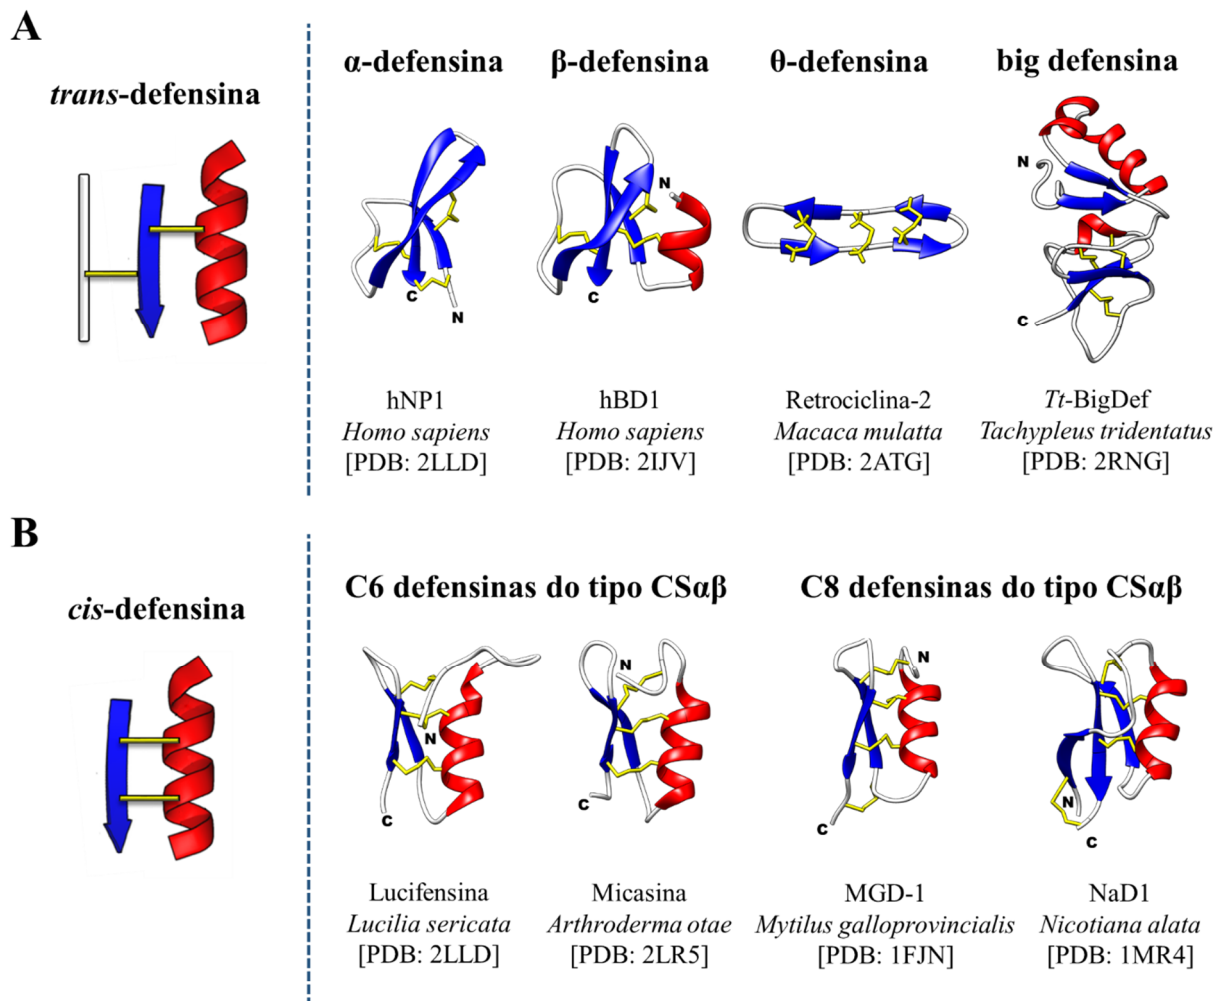 A
trans-defensina
α-defensina
β-defensina
θ-defensina
big defensina
C
N
N
C
N
C
hNP1
Homo sapiens
[PDB: 2LLD]
hBD1
Homo sapiens
[PDB: 2IJV]
Retrociclina-2
Macaca mulatta
[PDB: 2ATG]
Tt-BigDef
Tachypleus tridentatus
[PDB: 2RNG]
B
cis-defensina
C6 defensinas do tipo CSαβ
C8 defensinas do tipo CSαβ
N
C
N
C
N
C
N
C
Lucifensina
Lucilia sericata
[PDB: 2LLD]
Micasina
Arthroderma otae
[PDB: 2LR5]
MGD-1
Mytilus galloprovincialis
[PDB: 1FJN]
NaD1
Nicotiana alata
[PDB: 1MR4]